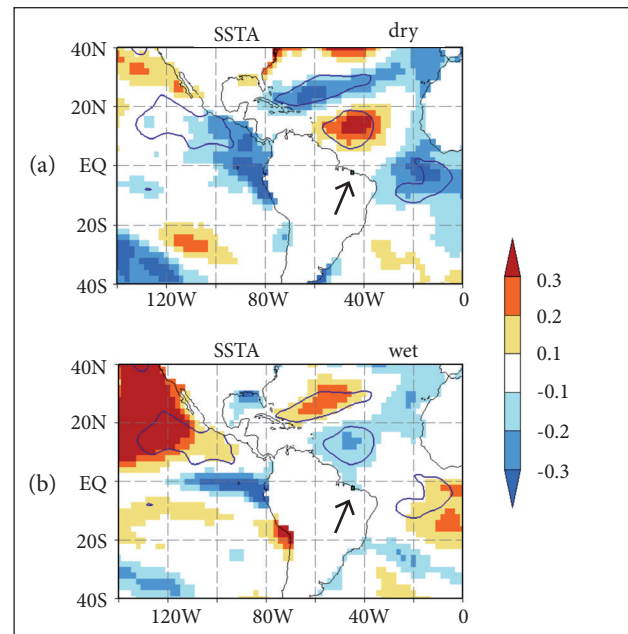 SSTA dry
40N
20N
(a)
EQ
20S
40S
120W 80W 40W 0
SSTA wet
40N
20N
(b)
EQ
20S
40S
120W 80W 40W 0
0.3
0.2
0.1
-0.1
-0.2
-0.3